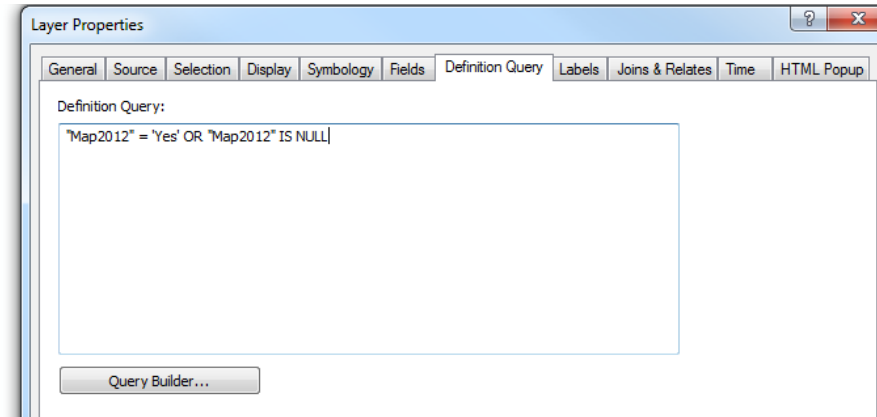 Layer Properties
?
General Source Selection Display Symbology Fields Definition Query Labels Joins & Relates Time HTML Popup
Definition Query:
"Map2012" = 'Yes' OR "Map2012" IS NULL
Query Builder...